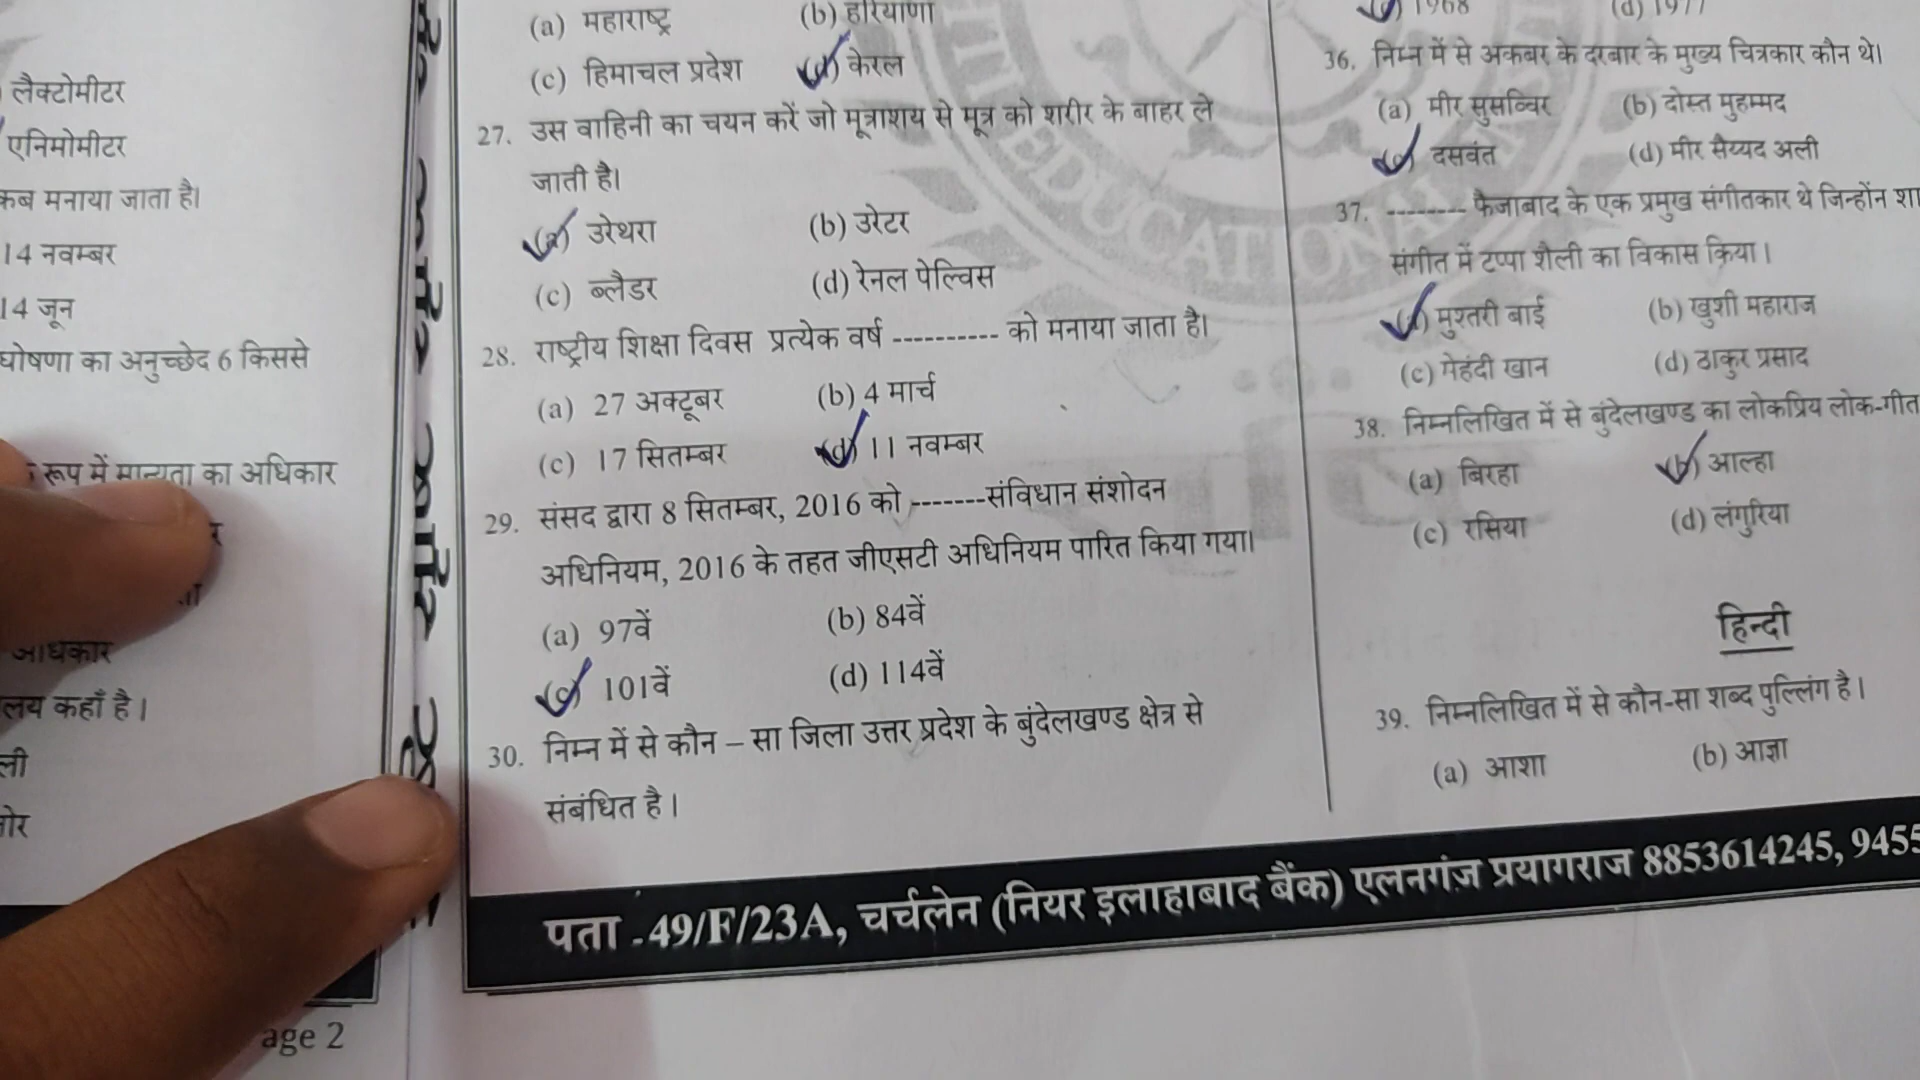 लैक्टोमीटर
एनिमोमीटर
कब मनाया जाता है।
14 नवम्बर
14 जून
घोषणा का अनुच्छेद 6 किससे
रूप में मान्यता का अधिकार
अधिकार
लय कहाँ है।
age 2
(a) महाराष्ट्र (b) हरियाणा
(c) हिमाचल प्रदेश (d) केरल
27. उस वाहिनी का चयन करें जो मूत्राशय से मूत्र को शरीर के बाहर ले
जाती है।
(a) उरेथरा (b) उरेटर
(c) ब्लैडर (d) रेनल पेल्विस
28. राष्ट्रीय शिक्षा दिवस प्रत्येक वर्ष ---------- को मनाया जाता है।
(a) 27 अक्टूबर (b) 4 मार्च
(c) 17 सितम्बर (d) 11 नवम्बर
29. संसद द्वारा 8 सितम्बर, 2016 को -------संविधान संशोदन
अधिनियम, 2016 के तहत जीएसटी अधिनियम पारित किया गया।
(a) 97वें (b) 84वें
(c) 101वें (d) 114वें
30. निम्न में से कौन – सा जिला उत्तर प्रदेश के बुंदेलखण्ड क्षेत्र से
संबंधित है।
(c) 1968 (d) 1977
36. निम्न में से अकबर के दरबार के मुख्य चित्रकार कौन थे।
(a) मीर सुसव्विर (b) दोस्त मुहम्मद
(c) दसवंत (d) मीर सैय्यद अली
37. -------- फैजाबाद के एक प्रमुख संगीतकार थे जिन्होंन शा
संगीत में टप्पा शैली का विकास किया।
(a) मुश्तरी बाई (b) खुशी महाराज
(c) मेहंदी खान (d) ठाकुर प्रसाद
38. निम्नलिखित में से बुंदेलखण्ड का लोकप्रिय लोक-गीत
(a) बिरहा (b) आल्हा
(c) रसिया (d) लंगुरिया
हिन्दी
39. निम्नलिखित में से कौन-सा शब्द पुल्लिंग है।
(a) आशा (b) आज्ञा
पता -49/F/23A, चर्चलेन (नियर इलाहाबाद बैंक) एलनगंज़ प्रयागराज 8853614245, 9455
EDUCATIONAL